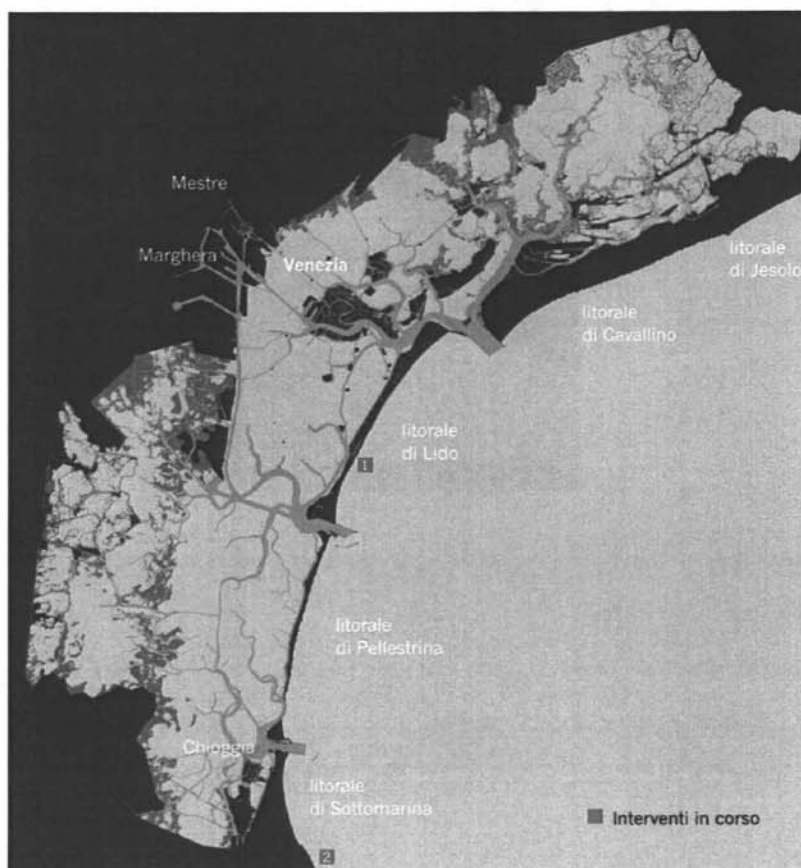 Mestre
Marghera
Venezia
litorale
di Jesolo
litorale
di Cavallino
litorale
di Lido
1
litorale
di Pellestrina
Chioggia
litorale
di Sottomarina
Interventi in corso
2